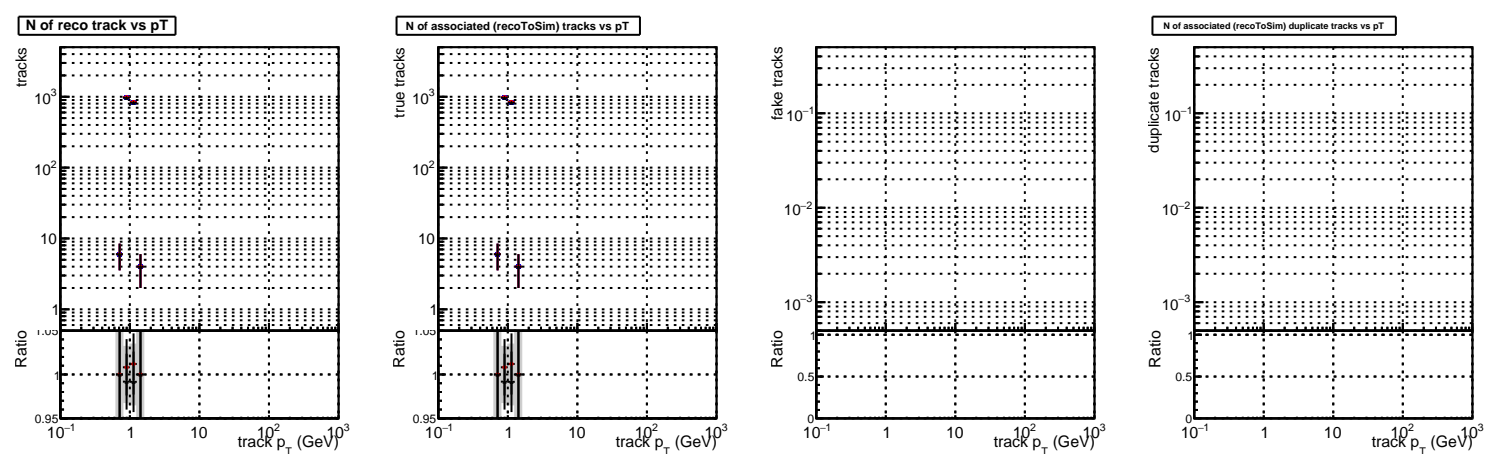 N of reco track vs pT
tracks
10³
10²
10
1
Ratio
1.05
1
0.95
10⁻¹ 1 10 10² 10³
track p_T (GeV)
N of associated (recoToSim) tracks vs pT
true tracks
10³
10²
10
1
Ratio
1.05
1
0.95
10⁻¹ 1 10 10² 10³
track p_T (GeV)
fake tracks
10⁻¹
10⁻²
10⁻³
Ratio
1
0.5
0
10⁻¹ 1 10 10² 10³
track p_T (GeV)
N of associated (recoToSim) duplicate tracks vs pT
duplicate tracks
10⁻¹
10⁻²
10⁻³
Ratio
1
0.5
0
10⁻¹ 1 10 10² 10³
track p_T (GeV)